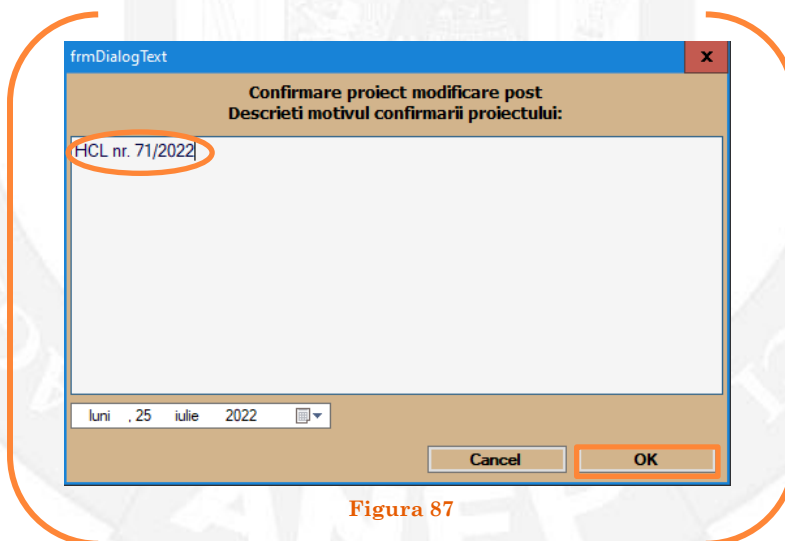 frmDialogText
x
Confirmare proiect modificare post
Descrieti motivul confirmarii proiectului:
HCL nr. 71/2022
luni , 25 iulie 2022
Cancel
OK
Figura 87